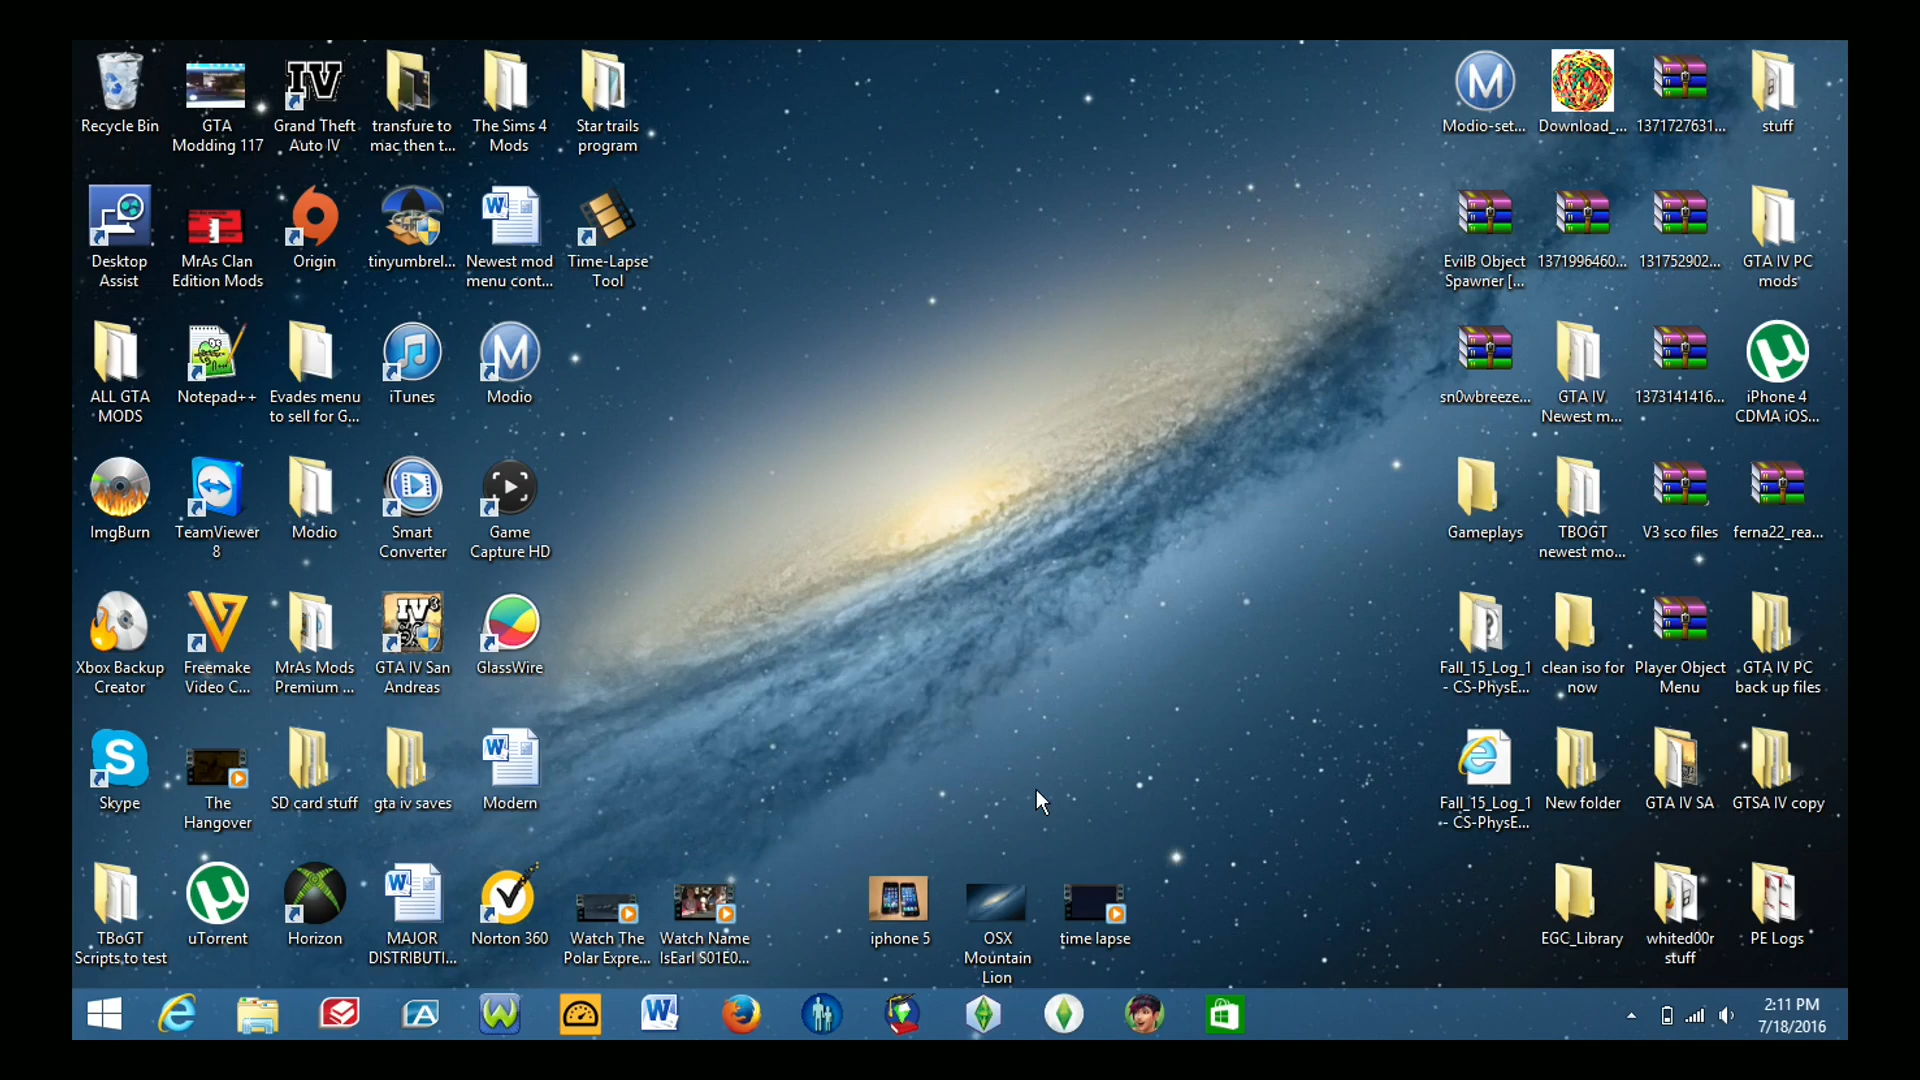 Recycle Bin
GTA
Modding 117
Grand Theft
Auto IV
transfure to
mac then t...
The Sims 4
Mods
Star trails
program
Modio-set...
Download_...
1371727631...
stuff
Desktop
Assist
MrAs Clan
Edition Mods
Origin
tinyumbrel...
Newest mod
menu cont...
Time-Lapse
Tool
EvilB Object
Spawner [...
1371996460...
131752902...
GTA IV PC
mods
ALL GTA
MODS
Notepad++
Evades menu
to sell for G...
iTunes
Modio
sn0wbreeze...
GTA IV
Newest m...
1373141416...
iPhone 4
CDMA iOS...
ImgBurn
TeamViewer
8
Modio
Smart
Converter
Game
Capture HD
Gameplays
TBOGT
newest mo...
V3 sco files
ferna22_rea...
Xbox Backup
Creator
Freemake
Video C...
MrAs Mods
Premium ...
GTA IV San
Andreas
GlassWire
Fall_15_Log_1
- CS-PhysE...
clean iso for
now
Player Object
Menu
GTA IV PC
back up files
Skype
The
Hangover
SD card stuff
gta iv saves
Modern
Fall_15_Log_1
- CS-PhysE...
New folder
GTA IV SA
GTSA IV copy
TBoGT
Scripts to test
uTorrent
Horizon
MAJOR
DISTRIBUTI...
Norton 360
Watch The
Polar Expre...
Watch Name
IsEarl S01E0...
iphone 5
OSX
Mountain
Lion
time lapse
EGC_Library
whited00r
stuff
PE Logs
2:11 PM
7/18/2016